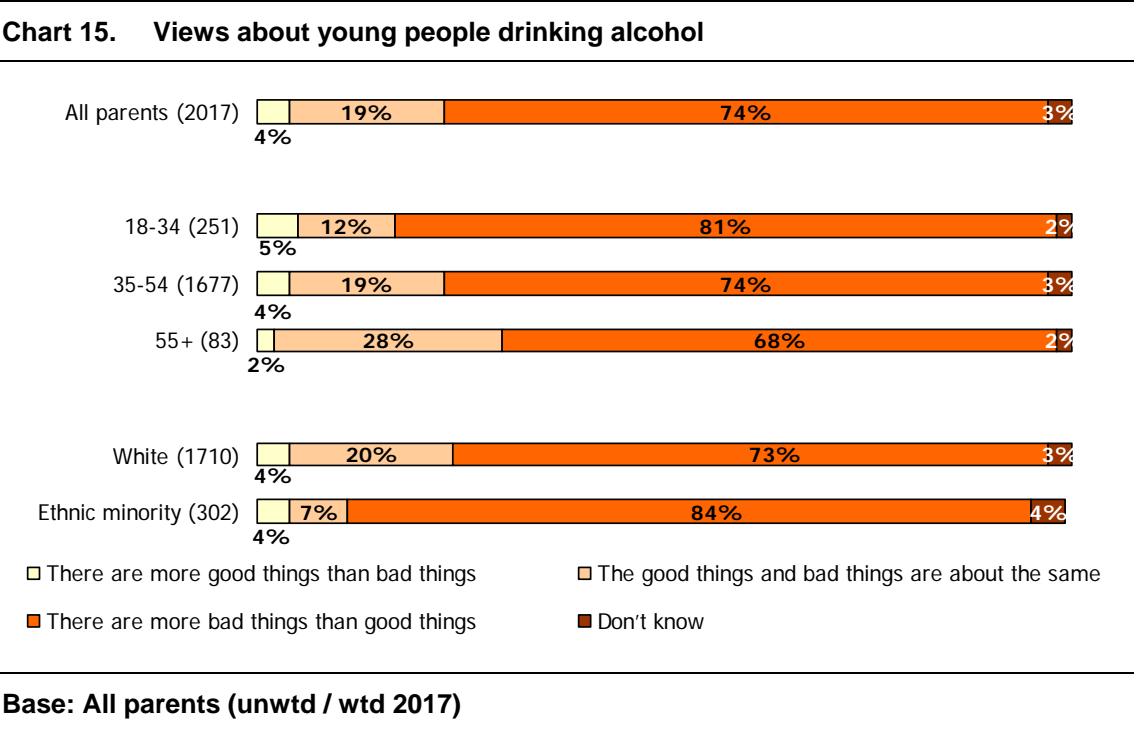 Chart 15. Views about young people drinking alcohol
All parents (2017) 19% 74% 3%
4%
18-34 (251) 12% 81% 2%
5%
35-54 (1677) 19% 74% 3%
4%
55+ (83) 28% 68% 2%
2%
White (1710) 20% 73% 3%
4%
Ethnic minority (302) 7% 84% 4%
4%
There are more good things than bad things The good things and bad things are about the same
There are more bad things than good things Don't know
Base: All parents (unwtd / wtd 2017)